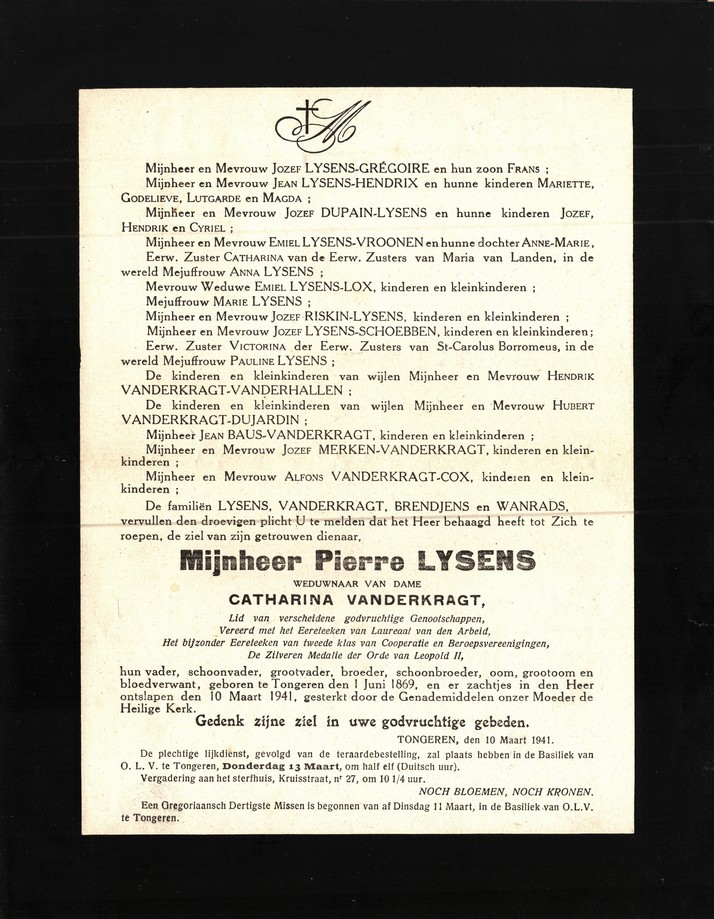 M
Mijnheer en Mevrouw JOZEF LYSENS-GRÉGOIRE en hun zoon FRANS ;
Mijnheer en Mevrouw JEAN LYSENS-HENDRIX en hunne kinderen MARIETTE,
GODELIEVE, LUTGARDE en MAGDA ;
Mijnheer en Mevrouw JOZEF DUPAIN-LYSENS en hunne kinderen JOZEF,
HENDRIK en CYRIEL ;
Mijnheer en Mevrouw EMIEL LYSENS-VROONEN en hunne dochter ANNE-MARIE,
Eerw. Zuster CATHARINA van de Eerw. Zusters van Maria van Landen, in de
wereld Mejuffrouw ANNA LYSENS ;
Mevrouw Weduwe EMIEL LYSENS-LOX, kinderen en kleinkinderen ;
Mejuffrouw MARIE LYSENS ;
Mijnheer en Mevrouw JOZEF RISKIN-LYSENS, kinderen en kleinkinderen ;
Mijnheer en Mevrouw JOZEF LYSENS-SCHOEBBEN, kinderen en kleinkinderen;
Eerw. Zuster VICTORINA der Eerw. Zusters van St-Carolus Borromeus, in de
wereld Mejuffrouw PAULINE LYSENS ;
De kinderen en kleinkinderen van wijlen Mijnheer en Mevrouw HENDRIK
VANDERKRAGT-VANDERHALLEN ;
De kinderen en kleinkinderen van wijlen Mijnheer en Mevrouw HUBERT
VANDERKRAGT-DUJARDIN ;
Mijnheer JEAN BAUS-VANDERKRAGT, kinderen en kleinkinderen ;
Mijnheer en Mevrouw JOZEF MERKEN-VANDERKRAGT, kinderen en klein-
kinderen ;
Mijnheer en Mevrouw ALFONS VANDERKRAGT-COX, kinderen en klein-
kinderen ;
De familiën LYSENS, VANDERKRAGT, BRENDJENS en WANRADS,
vervullen den droevigen plicht U te melden dat het Heer behaagd heeft tot Zich te
roepen, de ziel van zijn getrouwen dienaar,
Mijnheer Pierre LYSENS
WEDUWNAAR VAN DAME
CATHARINA VANDERKRAGT,
Lid van verscheidene godvruchtige Genootschappen,
Vereerd met het Eereteeken van Laureaat van den Arbeid,
Het bijzonder Eereteeken van tweede klas van Cooperatie en Beroepsvereenigingen,
De Zilveren Medalie der Orde van Leopold II,
hun vader, schoonvader, grootvader, broeder, schoonbroeder, oom, grootoom en
bloedverwant, geboren te Tongeren den 1 Juni 1869, en er zachtjes in den Heer
ontslapen den 10 Maart 1941, gesterkt door de Genademiddelen onzer Moeder de
Heilige Kerk.
Gedenk zijne ziel in uwe godvruchtige gebeden.
TONGEREN, den 10 Maart 1941.
De plechtige lijkdienst, gevolgd van de teraardebestelling, zal plaats hebben in de Basiliek van
O. L. V. te Tongeren, Donderdag 13 Maart, om half elf (Duitsch uur).
Vergadering aan het sterfhuis, Kruisstraat, nr 27, om 10 1/4 uur.
NOCH BLOEMEN, NOCH KRONEN.
Een Gregoriaansch Dertigste Missen is begonnen van af Dinsdag 11 Maart, in de Basiliek van O.L.V.
te Tongeren.